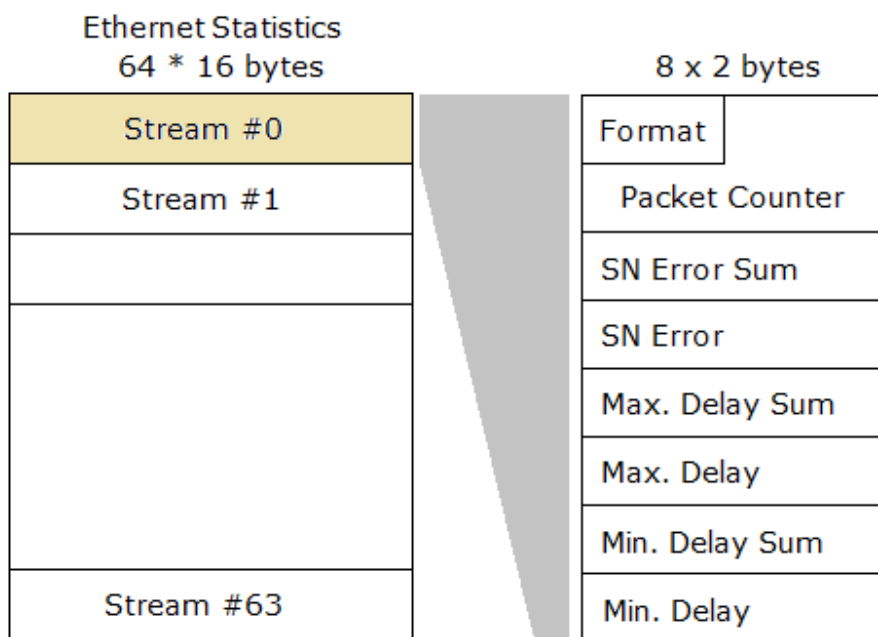 Ethernet Statistics
64 * 16 bytes
Stream #0
Stream #1
Stream #63
8 x 2 bytes
Format
Packet Counter
SN Error Sum
SN Error
Max. Delay Sum
Max. Delay
Min. Delay Sum
Min. Delay